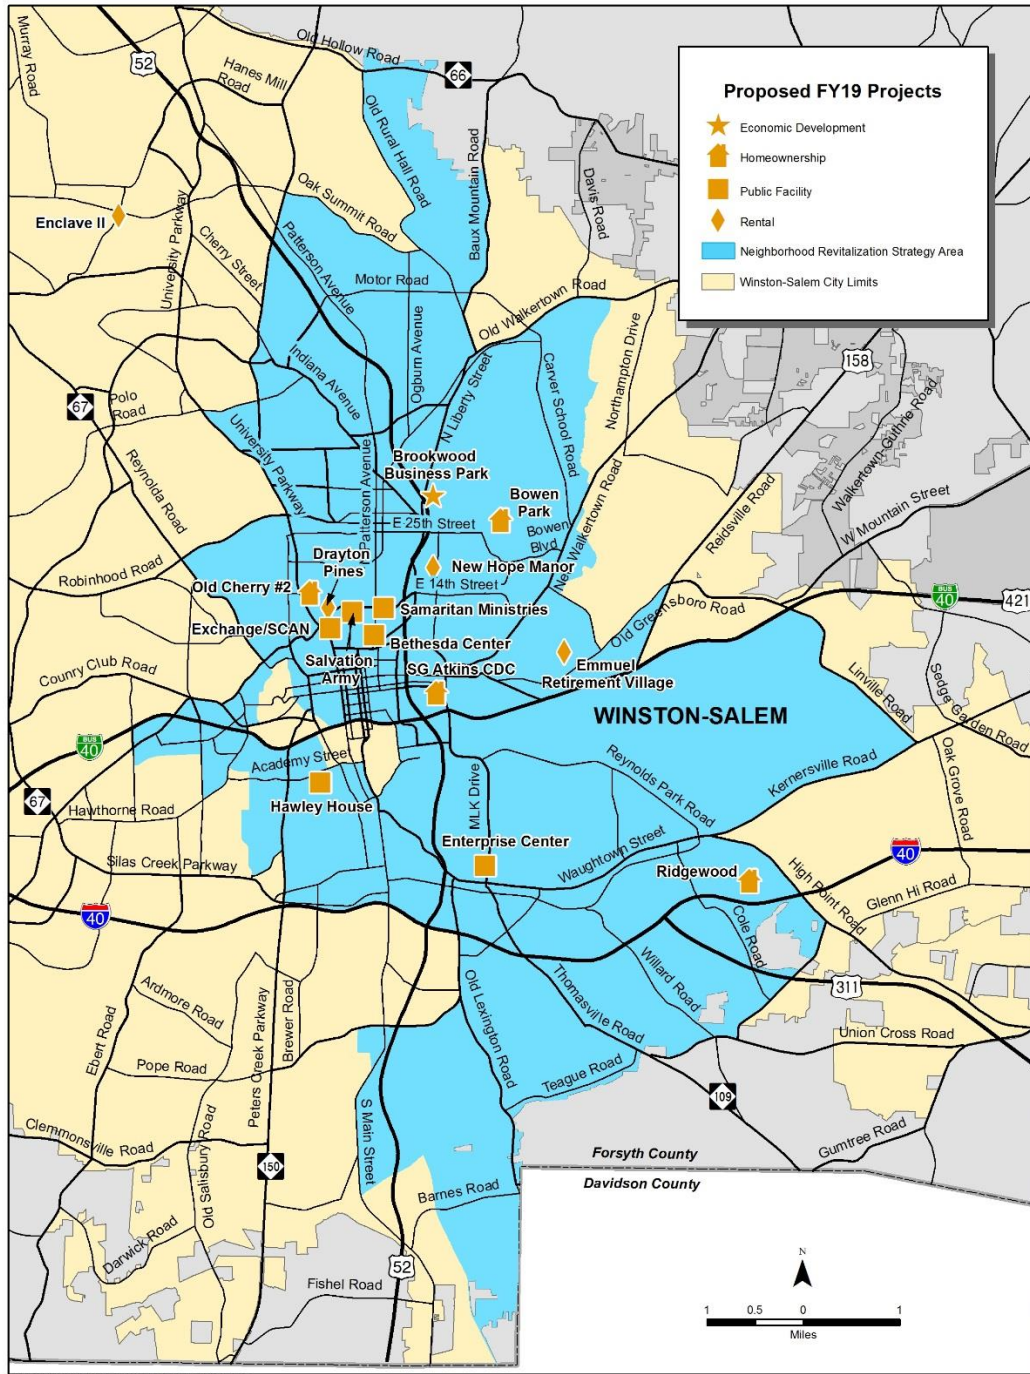 Old Hollow Road
66
Murray Road
52
Hanes Mill
Road
Old Rural Hall Road
Baux Mountain Road
Davis Road
Proposed FY19 Projects
Economic Development
Homeownership
Public Facility
Rental
Neighborhood Revitalization Strategy Area
Winston-Salem City Limits
Enclave II
University Parkway
Cherry Street
Oak Summit Road
Patterson Avenue
Motor Road
Old Walkertown Road
Ogburn Avenue
Indiana Avenue
N Liberty Street
Carver School Road
Northampton Drive
158
Walkertown-Guthrie Road
67
Polo
Road
Reynolda Road
University Parkway
N Patterson Avenue
Brookwood
Business Park
Bowen
Park
E 25th Street
Bowen
Blvd
New Walkertown Road
Reidsville Road
W Mountain Street
Robinhood Road
Drayton
Pines
New Hope Manor
E 14th Street
Old Cherry #2
Samaritan Ministries
Exchange/SCAN
Bethesda Center
Salvation
Army
SG Atkins CDC
Old Greensboro Road
BUS
40
421
Emmuel
Retirement Village
Country Club Road
WINSTON-SALEM
Linville Road
Sedge Garden Road
BUS
40
Academy Street
Hawley House
67
Hawthorne Road
MLK Drive
Reynolds Park Road
Kernersville Road
Oak Grove Road
Silas Creek Parkway
Enterprise Center
Waughtown Street
Ridgewood
40
High Point Road
Glenn Hi Road
40
Cole Road
Willard Road
311
Ardmore Road
Ebert Road
Peters Creek Parkway
Brewer Road
Old Lexington Road
Thomasville Road
Union Cross Road
Pope Road
Teague Road
109
Clemmonsville Road
S Main Street
Gumtree Road
Old Salisbury Road
150
Forsyth County
Davidson County
Barnes Road
Darwick Road
52
Fishel Road
N
1
0.5
0
1
Miles